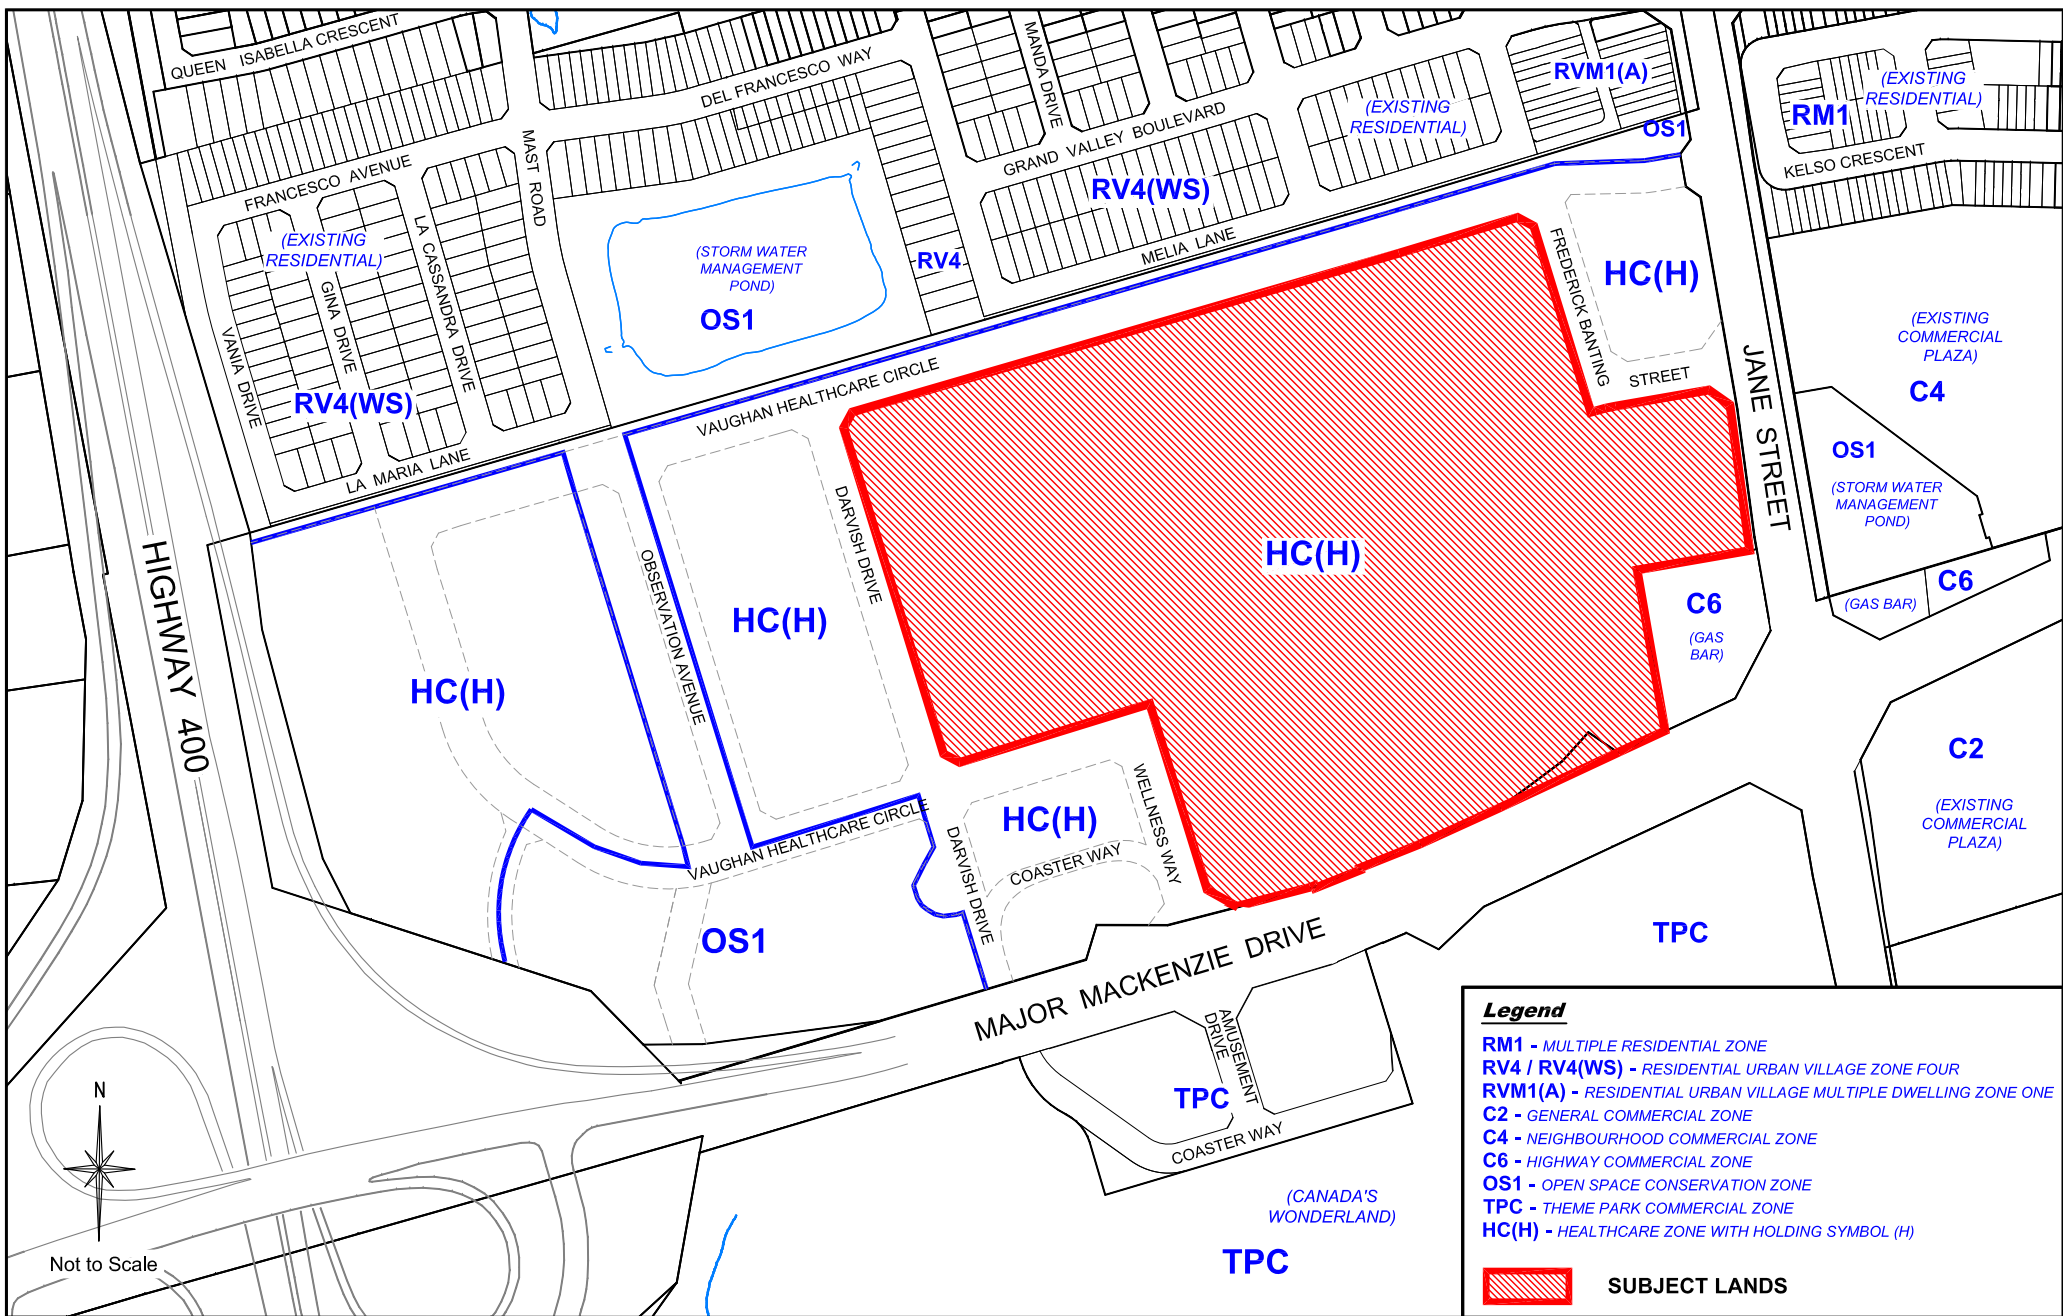 QUEEN ISABELLA CRESCENT
DEL FRANCESCO WAY
MANDA DRIVE
RVM1(A)
(EXISTING
RESIDENTIAL)
RM1
(EXISTING
RESIDENTIAL)
OS1
KELSO CRESCENT
FRANCESCO AVENUE
MAST ROAD
GRAND VALLEY BOULEVARD
RV4(WS)
(EXISTING
RESIDENTIAL)
LA CASSANDRA DRIVE
GINA DRIVE
VANIA DRIVE
RV4(WS)
LA MARIA LANE
(STORM WATER
MANAGEMENT
POND)
OS1
RV4
MELIA LANE
FREDERICK BANTING
STREET
HC(H)
JANE STREET
(EXISTING
COMMERCIAL
PLAZA)
C4
OS1
(STORM WATER
MANAGEMENT
POND)
VAUGHAN HEALTHCARE CIRCLE
DARVISH DRIVE
HC(H)
HC(H)
OBSERVATION AVENUE
HC(H)
HIGHWAY 400
C6
(GAS
BAR)
(GAS BAR)
C6
C2
(EXISTING
COMMERCIAL
PLAZA)
VAUGHAN HEALTHCARE CIRCLE
HC(H)
COASTER WAY
WELLNESS WAY
DARVISH DRIVE
OS1
MAJOR MACKENZIE DRIVE
TPC
AMUSEMENT
DRIVE
TPC
COASTER WAY
(CANADA'S
WONDERLAND)
TPC
N
Not to Scale
Legend
RM1 - MULTIPLE RESIDENTIAL ZONE
RV4 / RV4(WS) - RESIDENTIAL URBAN VILLAGE ZONE FOUR
RVM1(A) - RESIDENTIAL URBAN VILLAGE MULTIPLE DWELLING ZONE ONE
C2 - GENERAL COMMERCIAL ZONE
C4 - NEIGHBOURHOOD COMMERCIAL ZONE
C6 - HIGHWAY COMMERCIAL ZONE
OS1 - OPEN SPACE CONSERVATION ZONE
TPC - THEME PARK COMMERCIAL ZONE
HC(H) - HEALTHCARE ZONE WITH HOLDING SYMBOL (H)
SUBJECT LANDS